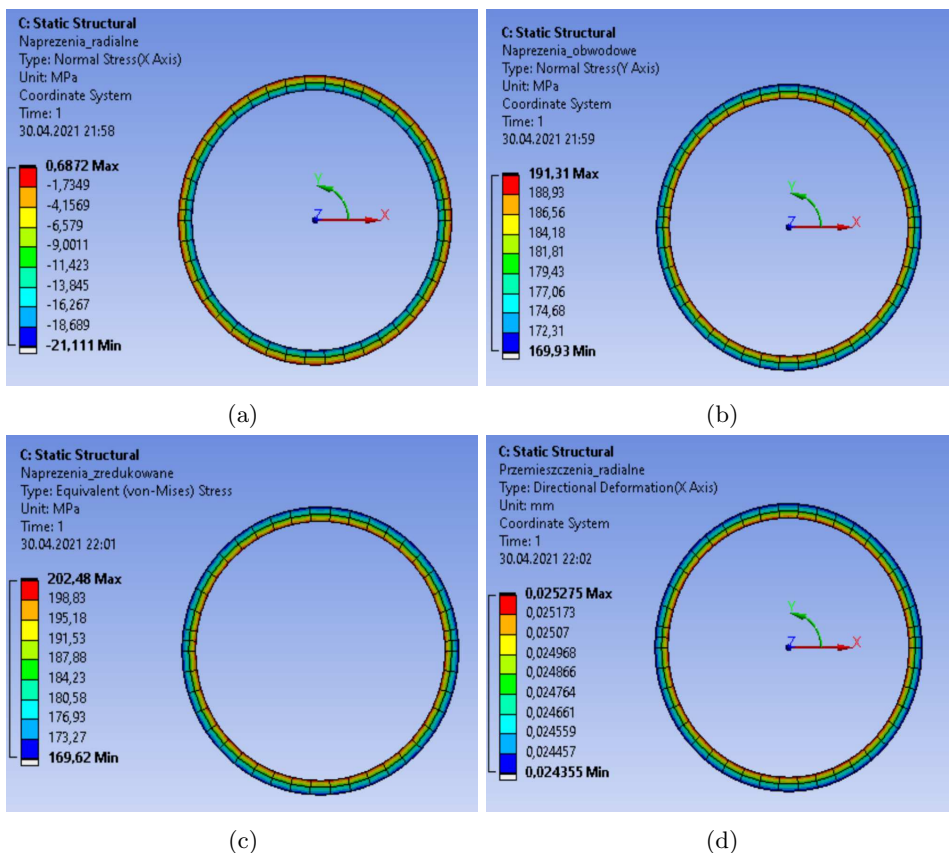 C: Static Structural
Naprezenia_radialne
Type: Normal Stress(X Axis)
Unit: MPa
Coordinate System
Time: 1
30.04.2021 21:58
0,6872 Max
-1,7349
-4,1569
-6,579
-9,0011
-11,423
-13,845
-16,267
-18,689
-21,111 Min
Y
Z
X
(a)
C: Static Structural
Naprezenia_obwodowe
Type: Normal Stress(Y Axis)
Unit: MPa
Coordinate System
Time: 1
30.04.2021 21:59
191,31 Max
188,93
186,56
184,18
181,81
179,43
177,06
174,68
172,31
169,93 Min
Y
Z
X
(b)
C: Static Structural
Naprezenia_zredukowane
Type: Equivalent (von-Mises) Stress
Unit: MPa
Time: 1
30.04.2021 22:01
202,48 Max
198,83
195,18
191,53
187,88
184,23
180,58
176,93
173,27
169,62 Min
(c)
C: Static Structural
Przemieszczenia_radialne
Type: Directional Deformation(X Axis)
Unit: mm
Coordinate System
Time: 1
30.04.2021 22:02
0,025275 Max
0,025173
0,02507
0,024968
0,024866
0,024764
0,024661
0,024559
0,024457
0,024355 Min
Y
Z
X
(d)